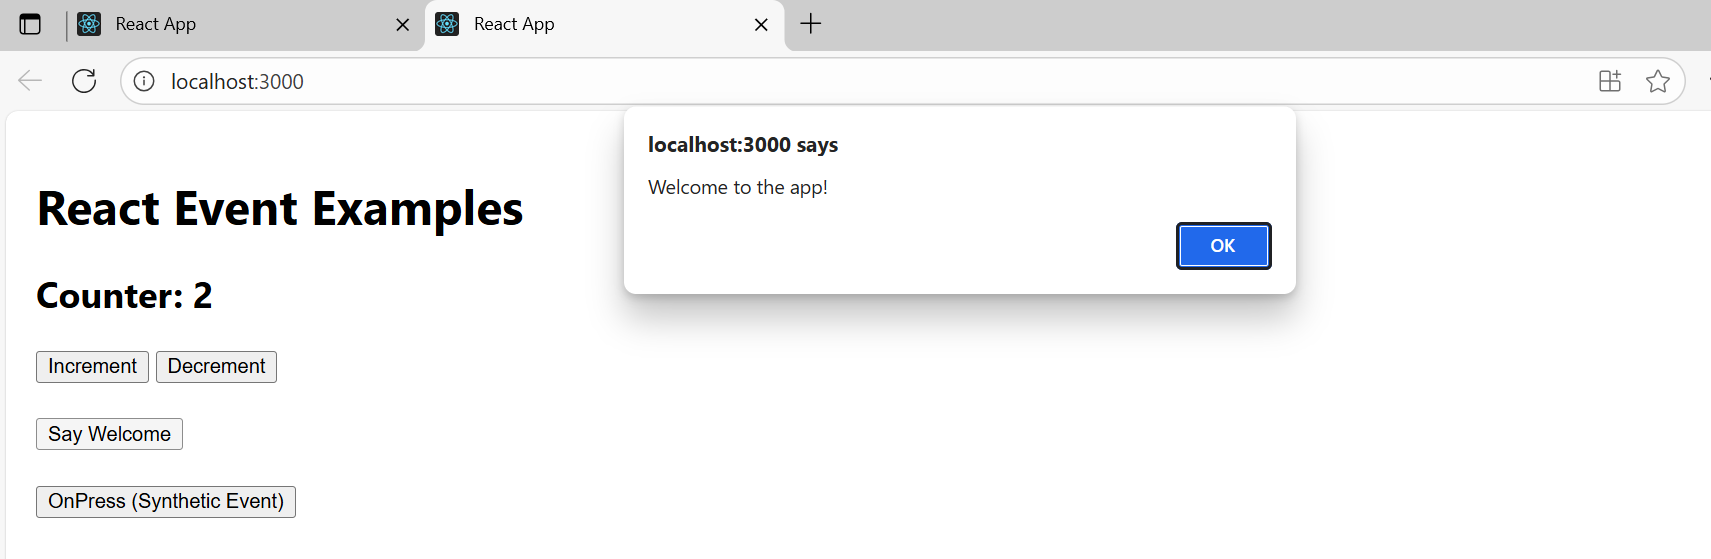 React App
React App
localhost:3000
localhost:3000 says
Welcome to the app!
OK
React Event Examples
Counter: 2
Increment Decrement
Say Welcome
OnPress (Synthetic Event)